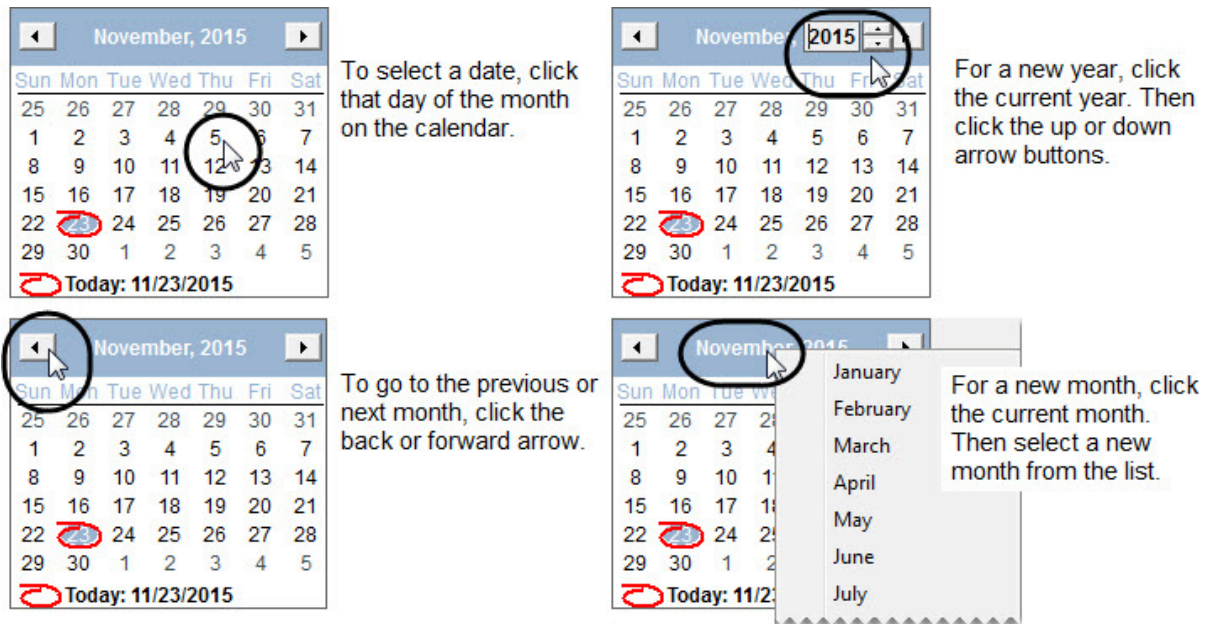 November, 2015
Sun Mon Tue Wed Thu Fri Sat
25 26 27 28 29 30 31
1 2 3 4 5 6 7
8 9 10 11 12 13 14
15 16 17 18 19 20 21
22 23 24 25 26 27 28
29 30 1 2 3 4 5
Today: 11/23/2015
To select a date, click
that day of the month
on the calendar.
November, 2015
Sun Mon Tue Wed Thu Fri Sat
25 26 27 28 29 30 31
1 2 3 4 5 6 7
8 9 10 11 12 13 14
15 16 17 18 19 20 21
22 23 24 25 26 27 28
29 30 1 2 3 4 5
Today: 11/23/2015
For a new year, click
the current year. Then
click the up or down
arrow buttons.
November, 2015
Sun Mon Tue Wed Thu Fri Sat
25 26 27 28 29 30 31
1 2 3 4 5 6 7
8 9 10 11 12 13 14
15 16 17 18 19 20 21
22 23 24 25 26 27 28
29 30 1 2 3 4 5
Today: 11/23/2015
To go to the previous or
next month, click the
back or forward arrow.
November, 2015
Sun Mon Tue
25 26 27
1 2 3 4
8 9 10
15 16 17
22 23 24
29 30 1 2
Today: 11/2
January
February
March
April
May
June
July
For a new month, click
the current month.
Then select a new
month from the list.